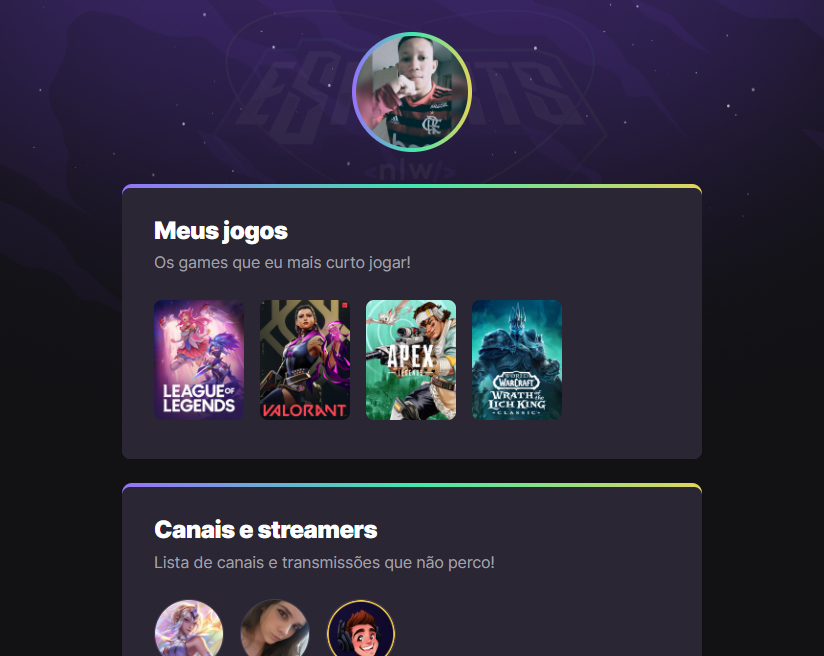 ESPORTS
<nlw/>
Meus jogos
Os games que eu mais curto jogar!
LEAGUE OF
LEGENDS
VALORANT
APEX
LEGENDS
WORLD
WARCRAFT
WRATH of the
LICH KING
CLASSIC
Canais e streamers
Lista de canais e transmissões que não perco!